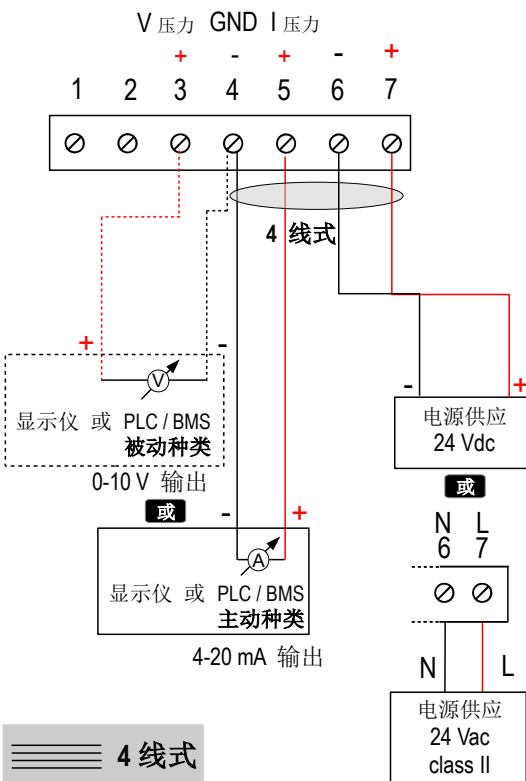 V 压力 GND I 压力
+ - + - +
1 2 3 4 5 6 7
4 线式
+ -
V
显示仪 或 PLC / BMS
被动种类
0-10 V 输出
或
- +
A
显示仪 或 PLC / BMS
主动种类
4-20 mA 输出
- +
电源供应
24 Vdc
或
N L
6 7
N L
电源供应
24 Vac
class II
4 线式